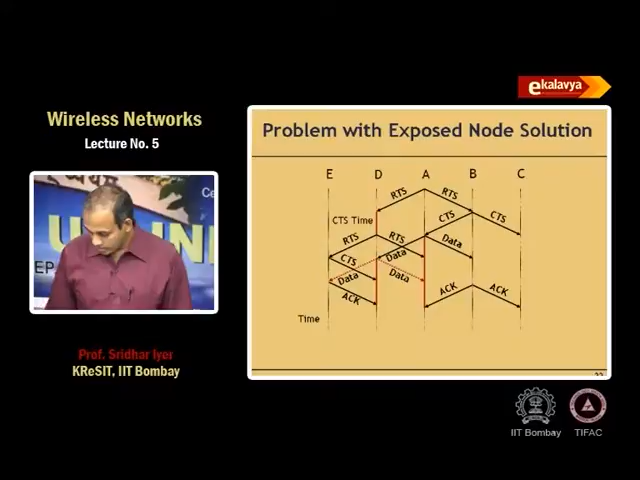 ekalavya
Wireless Networks
Lecture No. 5
Problem with Exposed Node Solution
E D A B C
RTS RTS
CTS Time CTS CTS
RTS RTS Data
CTS Data
Data Data
ACK ACK ACK
Time
Prof. Sridhar Iyer
KReSIT, IIT Bombay
IIT Bombay TIFAC